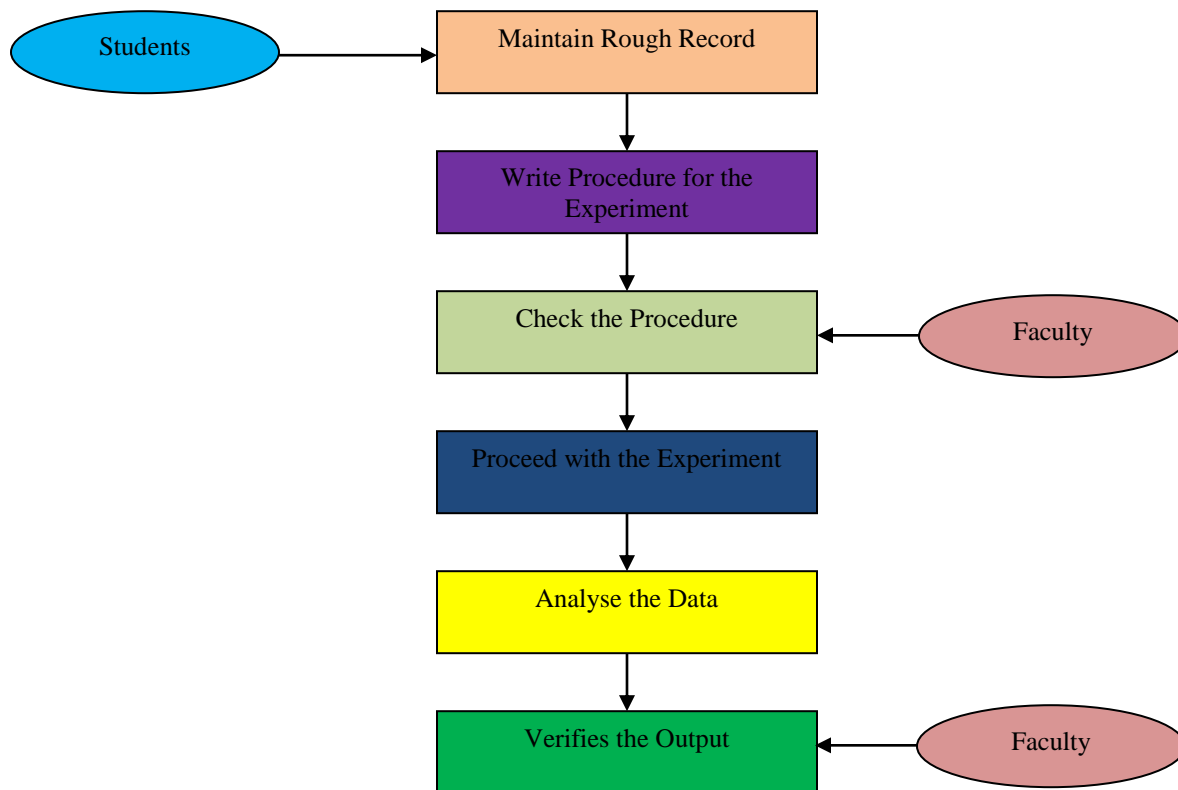 Students
Maintain Rough Record
Write Procedure for the
Experiment
Check the Procedure
Faculty
Proceed with the Experiment
Analyse the Data
Verifies the Output
Faculty